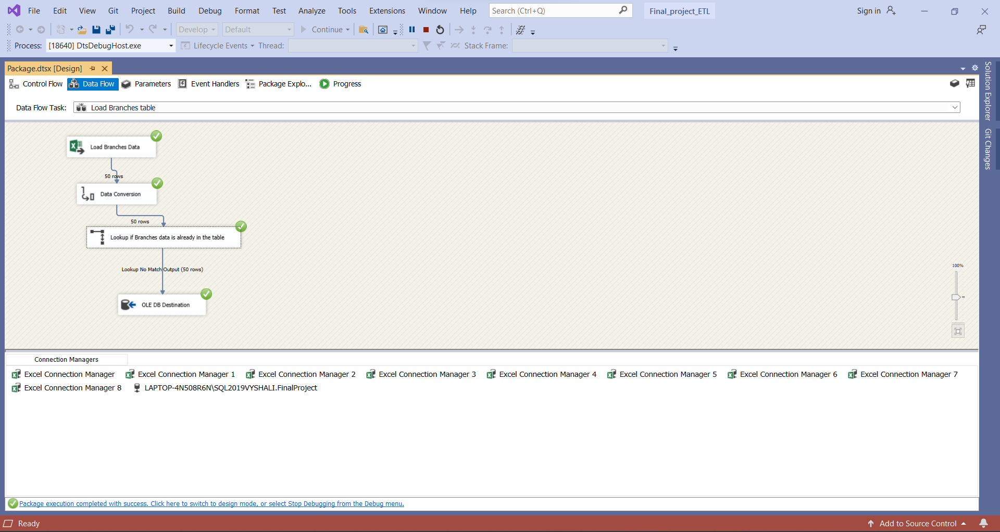 File Edit View Git Project Build Debug Format Test Analyze Tools Extensions Window Help Search (Ctrl+Q) Final_project_ETL Sign in
Develop Default Continue
Process: [18640] DtsDebugHost.exe Lifecycle Events Thread: Stack Frame:
Package.dtsx [Design]
Control Flow Data Flow Parameters Event Handlers Package Explo... Progress
Data Flow Task: Load Branches table
Load Branches Data
50 rows
Data Conversion
50 rows
Lookup if Branches data is already in the table
Lookup No Match Output (50 rows)
OLE DB Destination
100%
Solution Explorer
Git Changes
Connection Managers
Excel Connection Manager Excel Connection Manager 1 Excel Connection Manager 2 Excel Connection Manager 3 Excel Connection Manager 4 Excel Connection Manager 5 Excel Connection Manager 6 Excel Connection Manager 7
Excel Connection Manager 8 LAPTOP-4N508R6N\SQL2019VYSHALI.FinalProject
Package execution completed with success. Click here to switch to design mode, or select Stop Debugging from the Debug menu.
Ready Add to Source Control